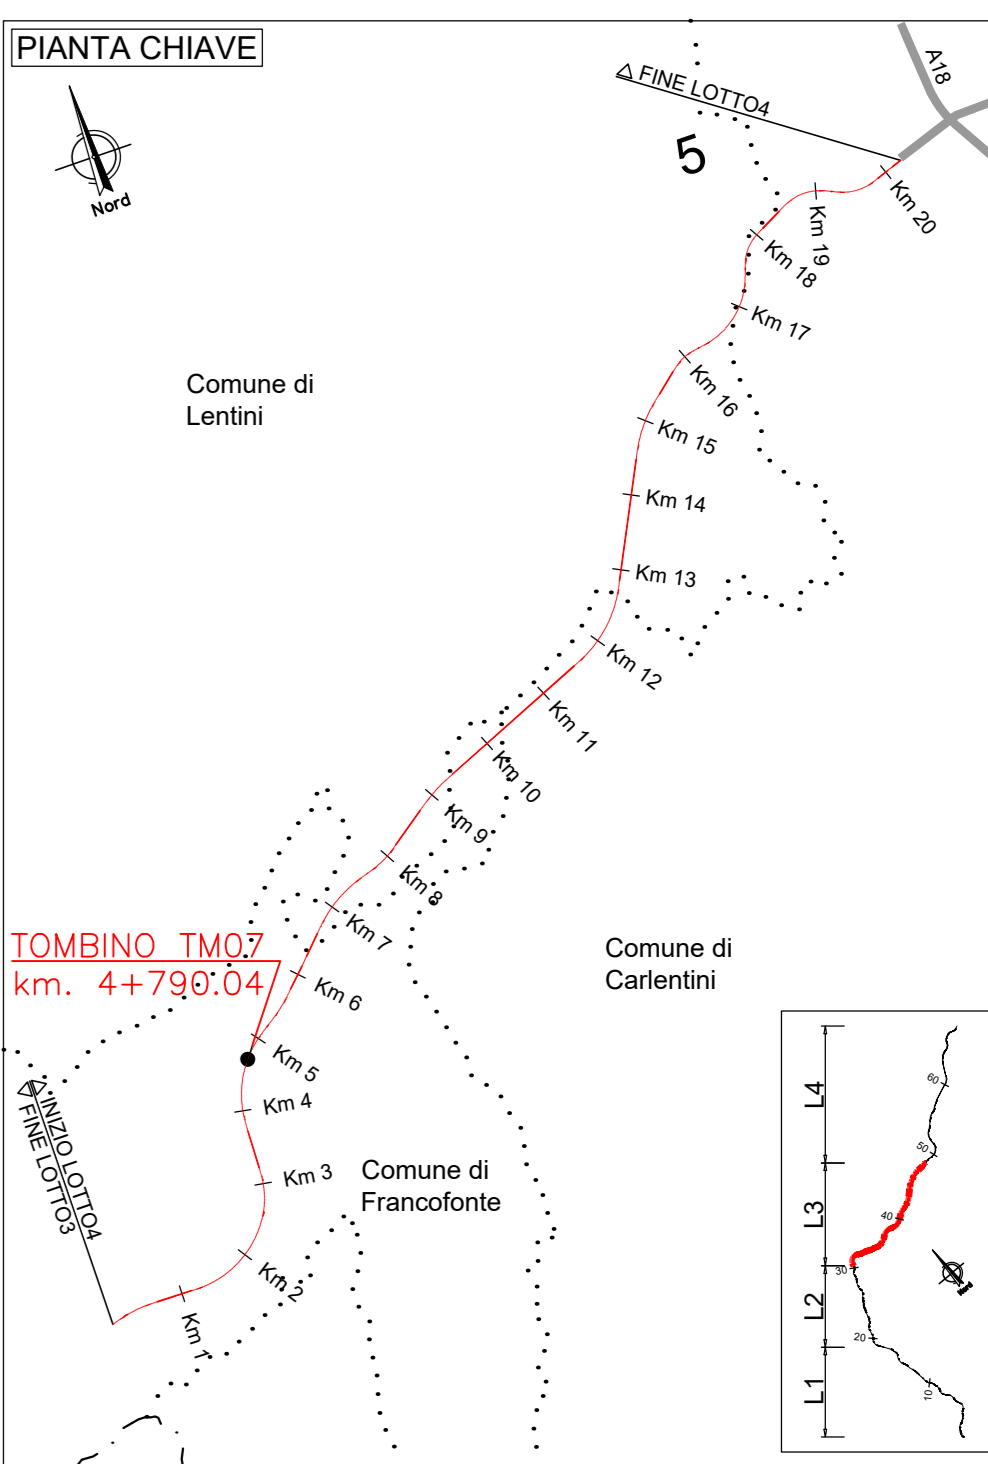 PIANTA CHIAVE
Nord
A18
FINE LOTTO4
5
Km 20
Km 19
Km 18
Km 17
Comune di
Lentini
Km 16
Km 15
Km 14
Km 13
Km 12
Km 11
Km 10
Km 9
Km 8
Km 7
TOMBINO TM07
km. 4+790.04
Km 6
Comune di
Carlentini
Km 5
Km 4
INIZIO LOTTO4
FINE LOTTO3
Km 3
Comune di
Francofonte
Km 2
Km 1
L4
L3
L2
L1
60
50
40
30
20
10
Nord